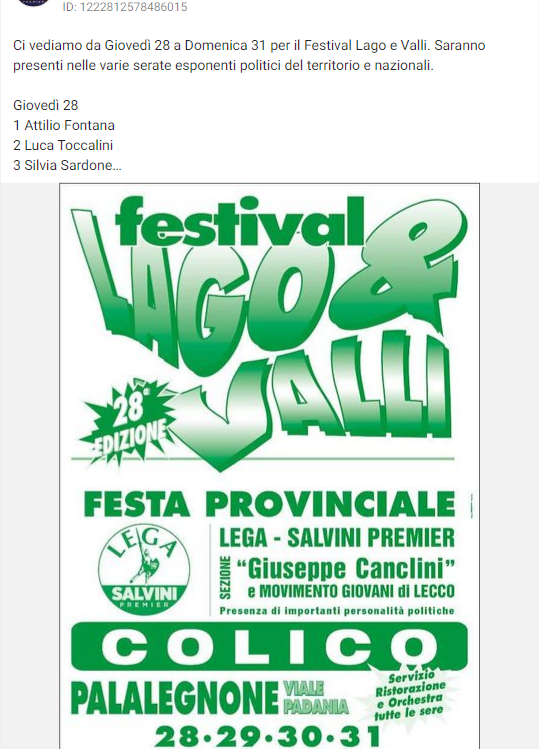 ID: 1222812578486015
Ci vediamo da Giovedì 28 a Domenica 31 per il Festival Lago e Valli. Saranno
presenti nelle varie serate esponenti politici del territorio e nazionali.
Giovedì 28
1 Attilio Fontana
2 Luca Toccalini
3 Silvia Sardone...
festival
LAGO &
VALLI
28a
EDIZIONE
FESTA PROVINCIALE
LEGA
SALVINI
PREMIER
LEGA - SALVINI PREMIER
SEZIONE
“Giuseppe Canclini”
e MOVIMENTO GIOVANI di LECCO
Presenza di importanti personalità politiche
COLICO
PALALEGNONE
VIALE
PADANIA
Servizio
Ristorazione
e Orchestra
tutte le sere
28•29•30•31